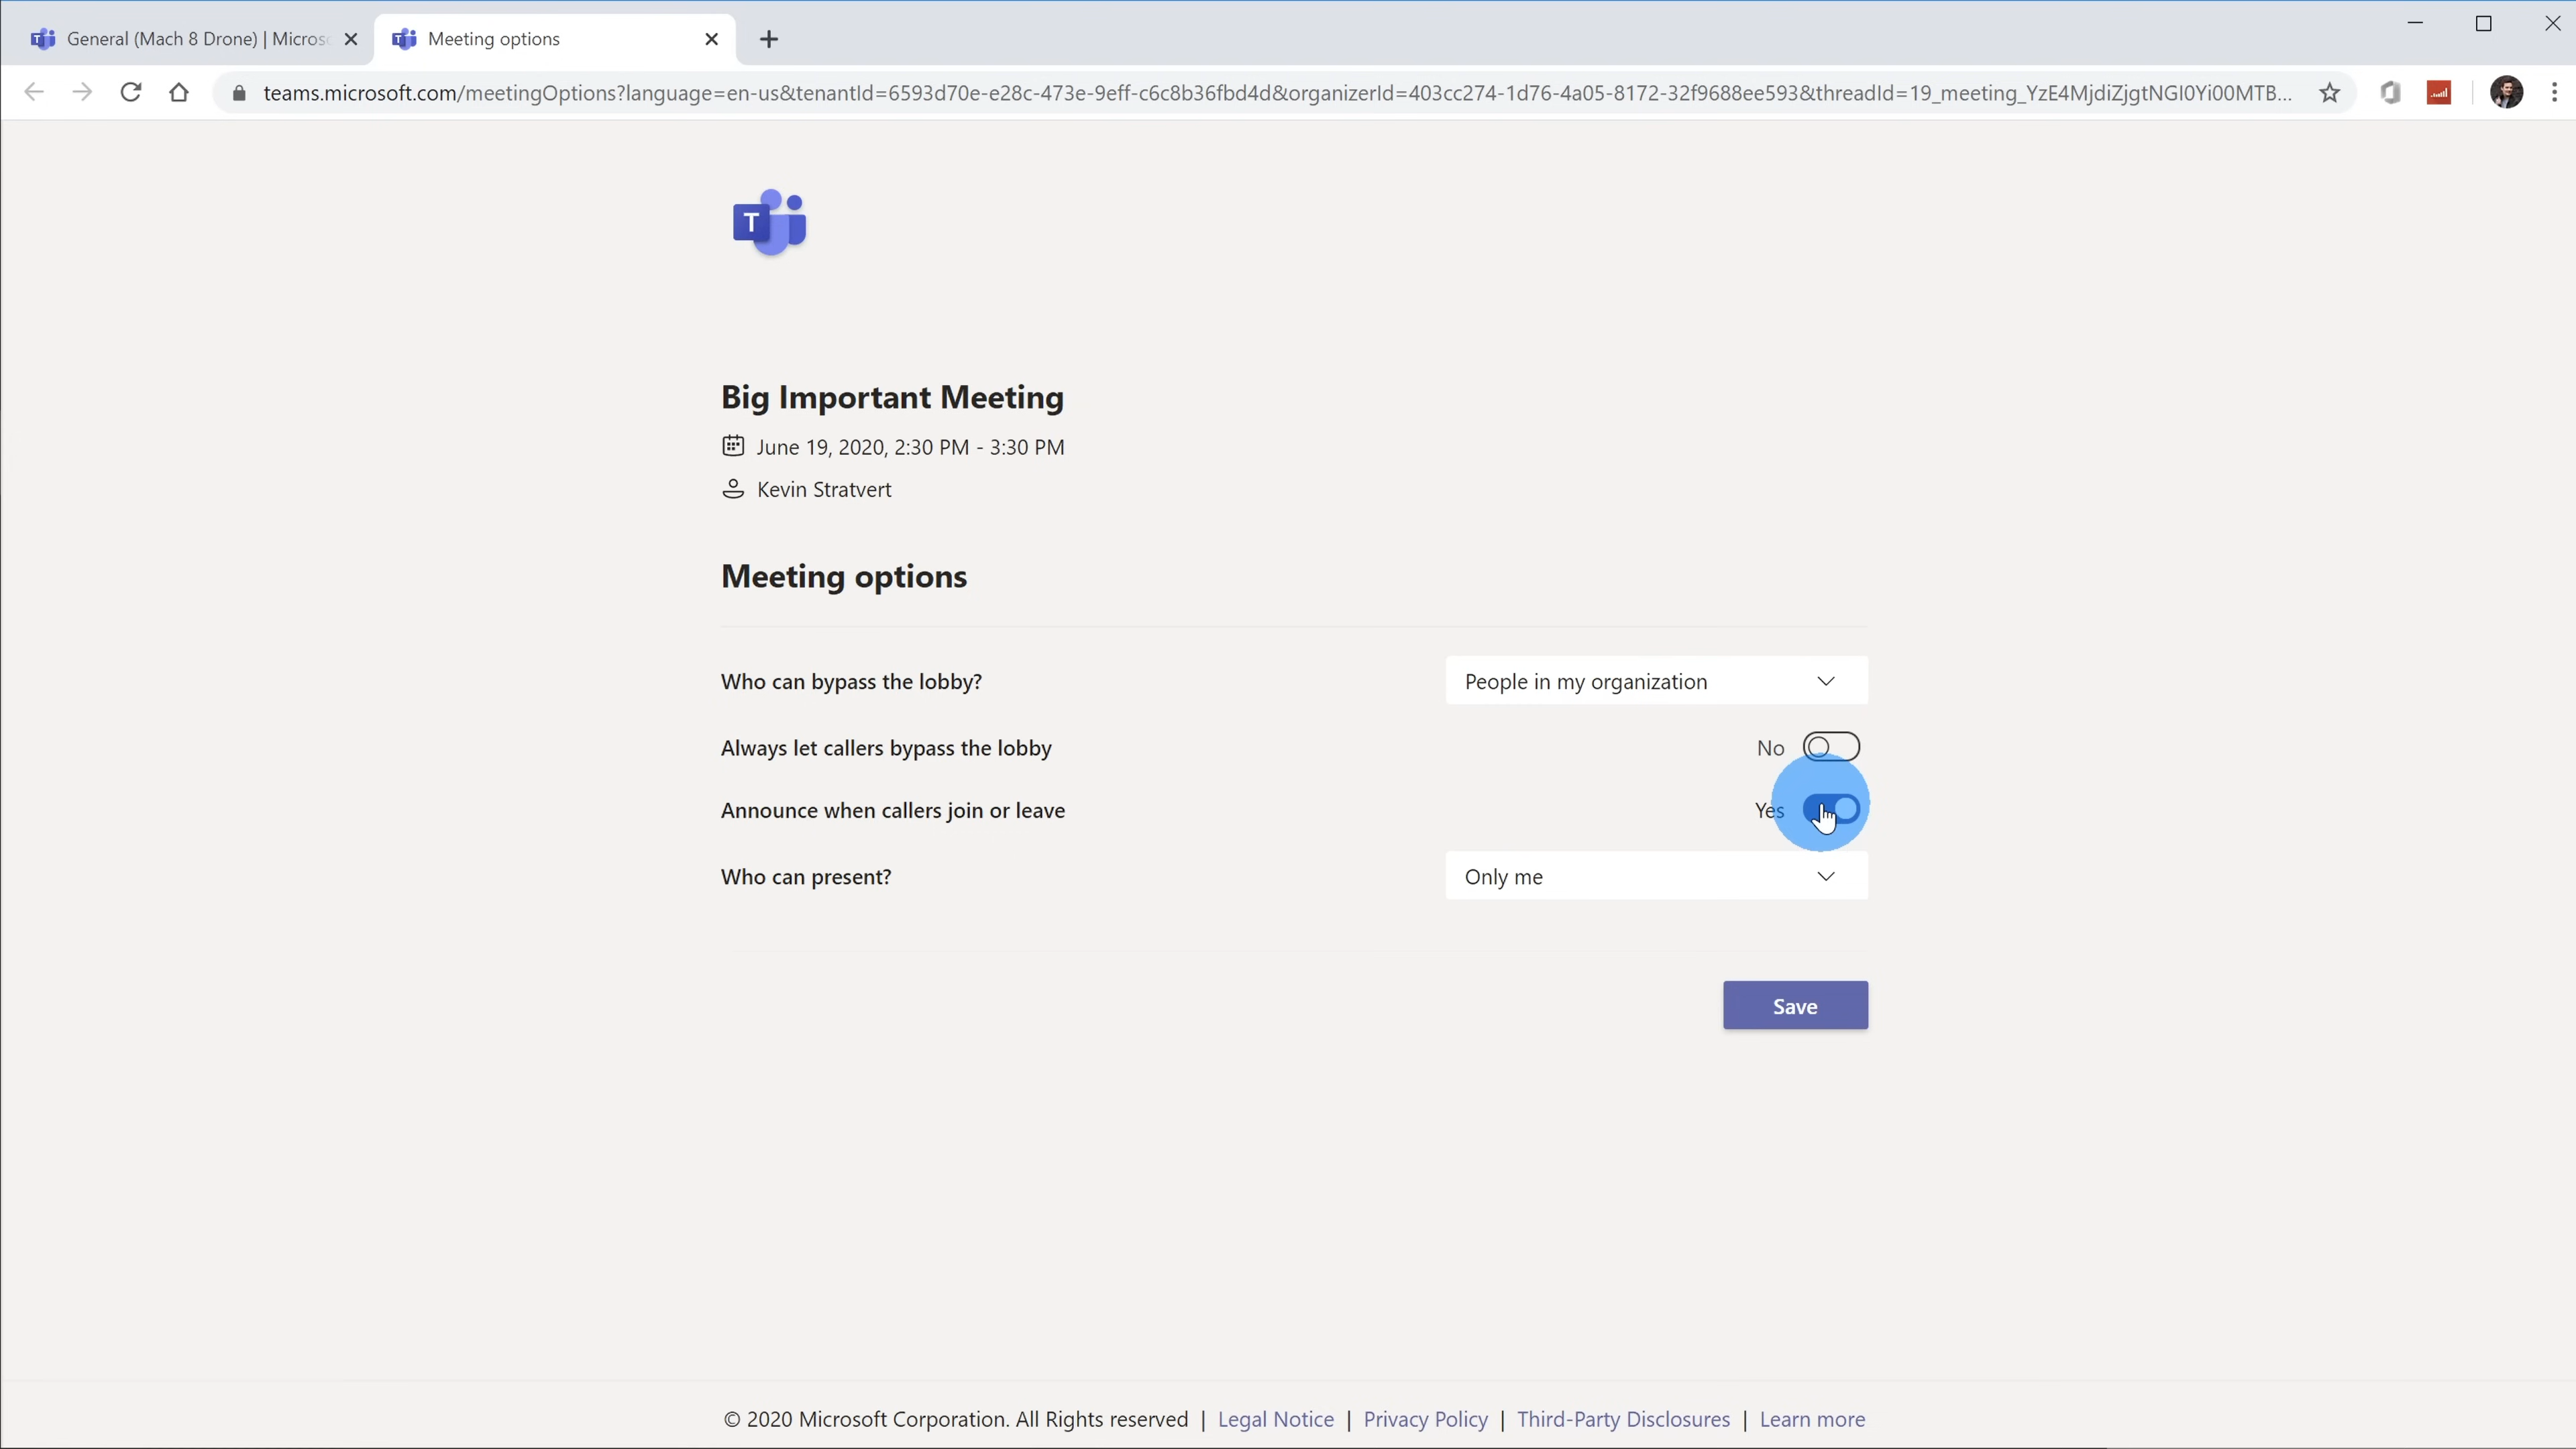 General (Mach 8 Drone) | Micros
Meeting options
teams.microsoft.com/meetingOptions?language=en-us&tenantId=6593d70e-e28c-473e-9eff-c6c8b36fbd4d&organizerId=403cc274-1d76-4a05-8172-32f9688ee593&threadId=19_meeting_YzE4MjdiZjgtNGI0Yi00MTB...
T
Big Important Meeting
June 19, 2020, 2:30 PM - 3:30 PM
Kevin Stratvert
Meeting options
Who can bypass the lobby? People in my organization
Always let callers bypass the lobby No
Announce when callers join or leave Yes
Who can present? Only me
Save
© 2020 Microsoft Corporation. All Rights reserved | Legal Notice | Privacy Policy | Third-Party Disclosures | Learn more